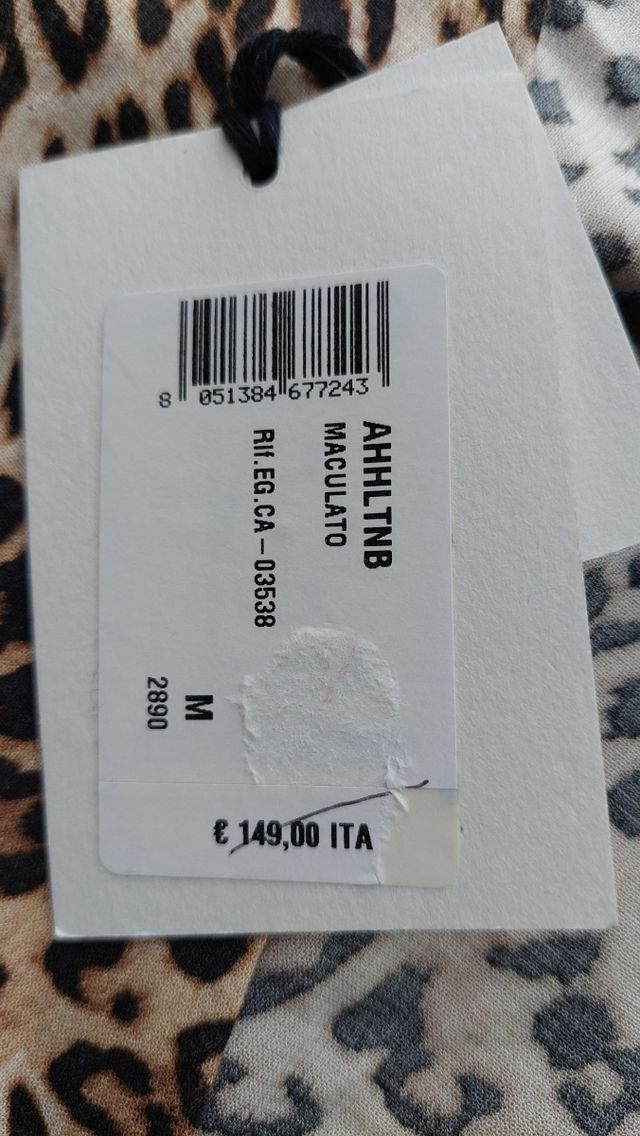 8 051384 677243
AHHLTNB
MACULATO
RIf.EG.CA-03538
M
2890
€ 149,00 ITA